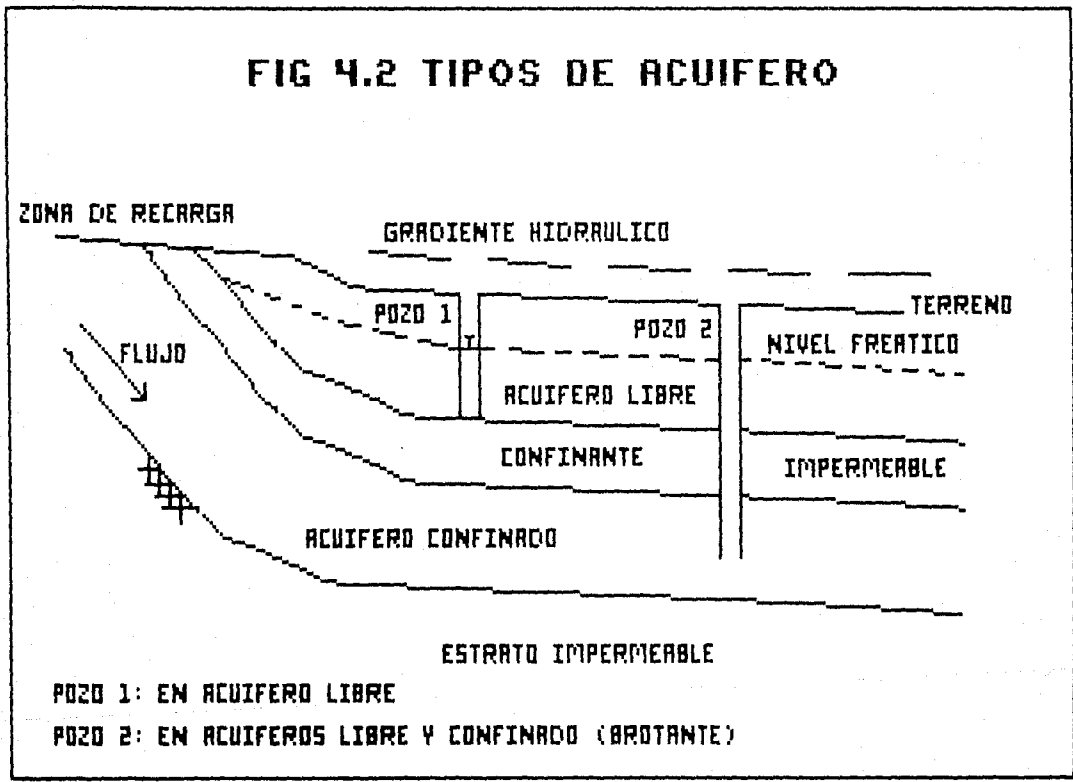 FIG 4.2 TIPOS DE ACUIFERO
ZONA DE RECARGA
GRADIENTE HIDRAULICO
POZO 1
POZO 2
TERRENO
FLUJO
NIVEL FREATICO
ACUIFERO LIBRE
CONFINANTE
IMPERMEABLE
ACUIFERO CONFINADO
ESTRATO IMPERMEABLE
POZO 1: EN ACUIFERO LIBRE
POZO 2: EN ACUIFEROS LIBRE Y CONFINADO (BROTANTE)